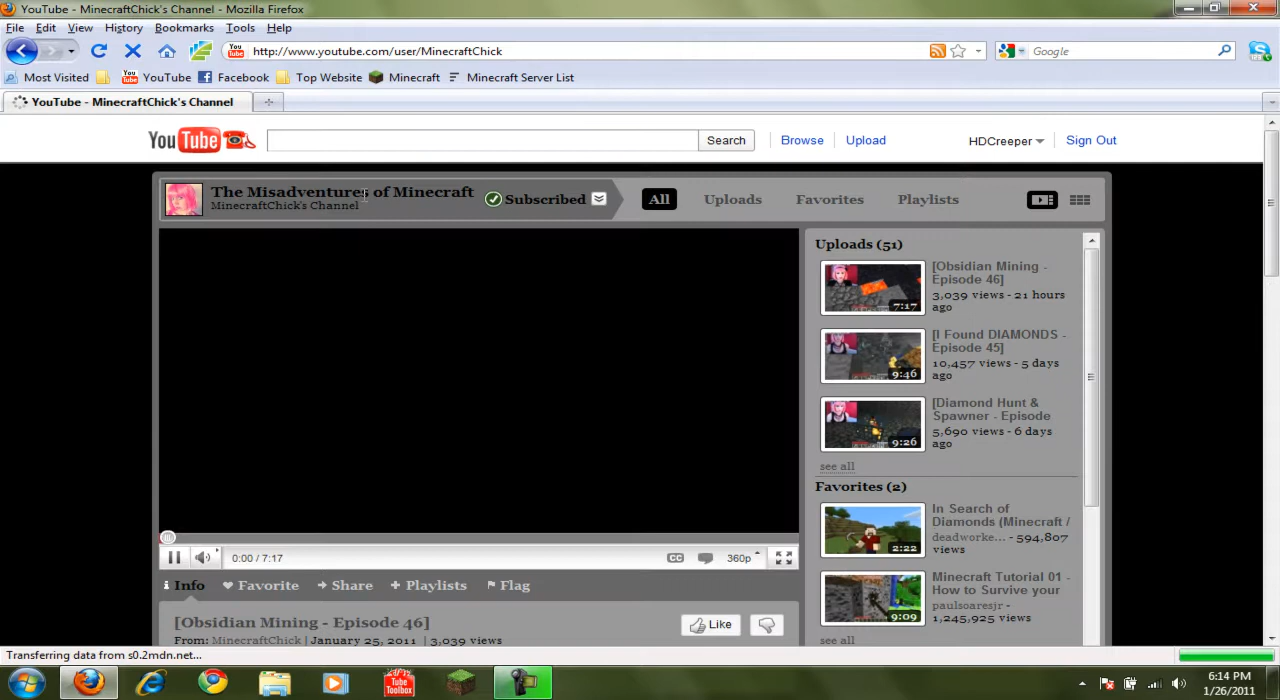 YouTube - MinecraftChick's Channel - Mozilla Firefox
File Edit View History Bookmarks Tools Help
You Tube http://www.youtube.com/user/MinecraftChick Google
Most Visited YouTube Facebook Top Website Minecraft Minecraft Server List
YouTube - MinecraftChick's Channel
YouTube Search Browse Upload HDCreeper Sign Out
The Misadventures of Minecraft
MinecraftChick's Channel
Subscribed
All Uploads Favorites Playlists
Uploads (51)
[Obsidian Mining -
Episode 46]
3,039 views - 21 hours
ago
7:17
[I Found DIAMONDS -
Episode 45]
10,457 views - 5 days
ago
9:46
[Diamond Hunt &
Spawner - Episode
5,690 views - 6 days
ago
9:26
see all
Favorites (2)
In Search of
Diamonds (Minecraft /
deadworke... - 594,807
views
2:22
Minecraft Tutorial 01 -
How to Survive your
paulsoaresjr -
1,245,925 views
9:09
see all
0:00 / 7:17 CC 360p
Info Favorite Share Playlists Flag
[Obsidian Mining - Episode 46]
Like
From: MinecraftChick | January 25, 2011 | 3,039 views
Transferring data from s0.2mdn.net...
YouTube Toolbox
6:14 PM
1/26/2011